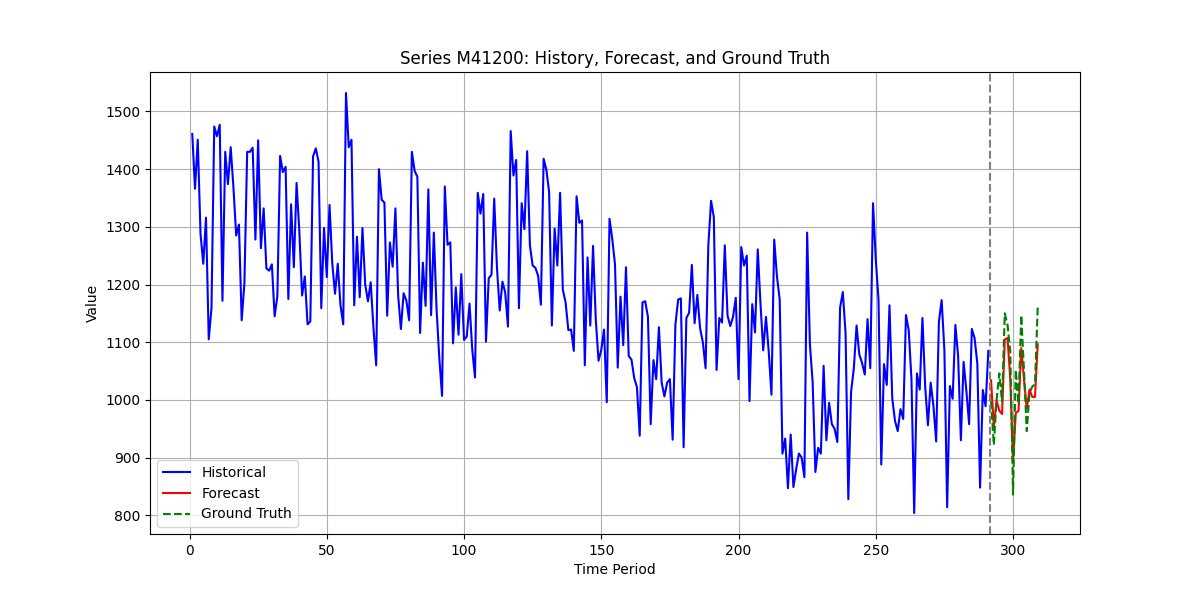 Series M41200: History, Forecast, and Ground Truth
Value
1500
1400
1300
1200
1100
1000
900
800
Historical
Forecast
Ground Truth
0 50 100 150 200 250 300
Time Period